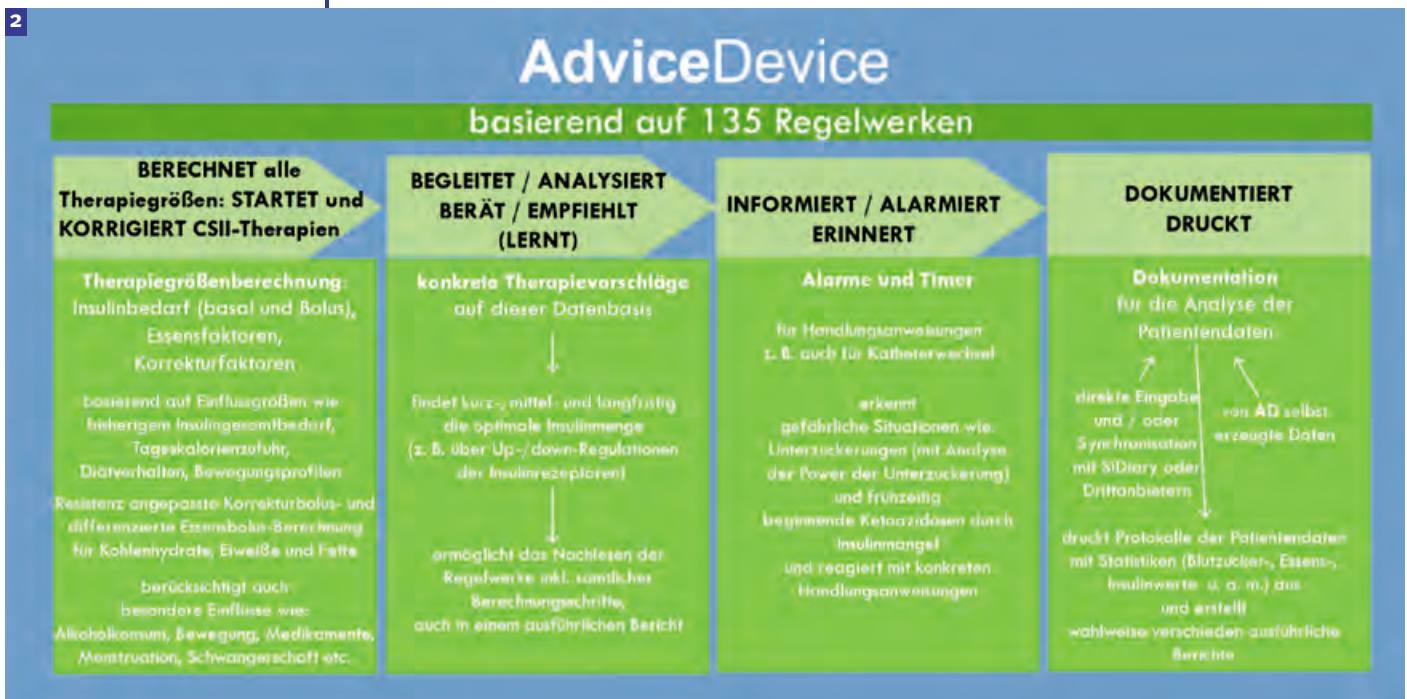 2
AdviceDevice
basierend auf 135 Regelwerken
BERECHNET alle
Therapiegrößen: STARTET und
KORRIGIERT CSII-Therapien
Therapiegrößenberechnung:
Insulinbedarf (basal und Bolus),
Essensfaktoren,
Korrekturfaktoren
basierend auf Einflussgrößen wie
bisherigem Insulingesamtbedarf,
Tageskalorienzufuhr,
Diätverhalten, Bewegungsprofilen
Resistenz angepasste Korrekturbolus- und
differenzierte Essensbolus-Berechnung
für Kohlenhydrate, Eiweiße und Fette
berücksichtigt auch
besondere Einflüsse wie:
Alkoholkonsum, Bewegung, Medikamente,
Menstruation, Schwangerschaft etc.
BEGLEITET / ANALYSIERT
BERÄT / EMPFIEHLT
(LERNT)
konkrete Therapievorschläge
auf dieser Datenbasis
findet kurz-, mittel- und langfristig
die optimale Insulinmenge
(z. B. über Up-/down-Regulationen
der Insulinrezeptoren)
ermöglicht das Nachlesen der
Regelwerke inkl. sämtlicher
Berechnungsschritte,
auch in einem ausführlichen Bericht
INFORMIERT / ALARMIERT
ERINNERT
Alarme und Timer
für Handlungsanweisungen
z. B. auch für Katheterwechsel
erkennt
gefährliche Situationen wie:
Unterzuckerungen (mit Analyse
der Power der Unterzuckerung)
und frühzeitig
beginnende Ketoazidosen durch
Insulinmangel
und reagiert mit konkreten
Handlungsanweisungen
DOKUMENTIERT
DRUCKT
Dokumentation
für die Analyse der
Patientendaten
direkte Eingabe
und / oder
Synchronisation
mit SiDiary oder
Drittanbietern
von AD selbst
erzeugte Daten
druckt Protokolle der Patientendaten
mit Statistiken (Blutzucker-, Essens-,
Insulinwerte u. a. m.) aus
und erstellt
wahlweise verschieden ausführliche
Berichte